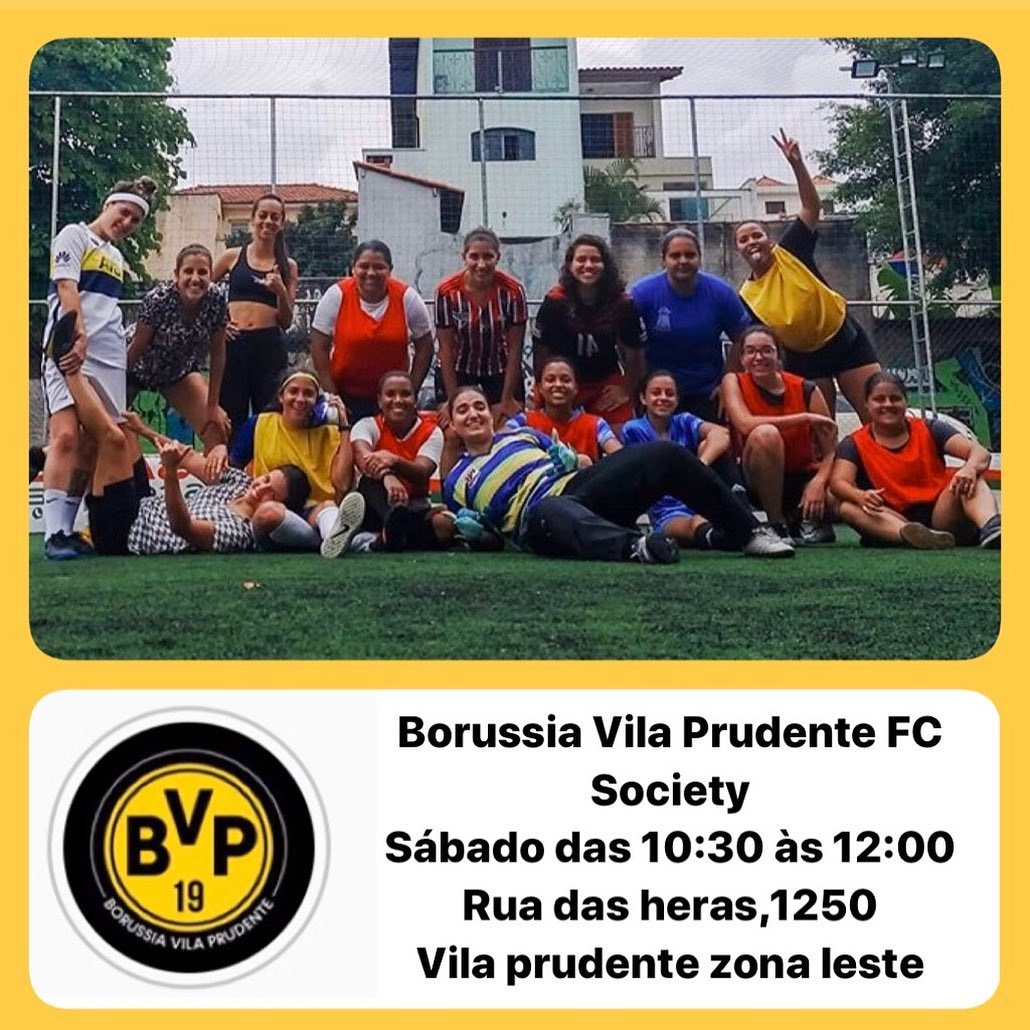 BVP
19
BORUSSIA VILA PRUDENTE
Borussia Vila Prudente FC
Society
Sábado das 10:30 às 12:00
Rua das heras,1250
Vila prudente zona leste